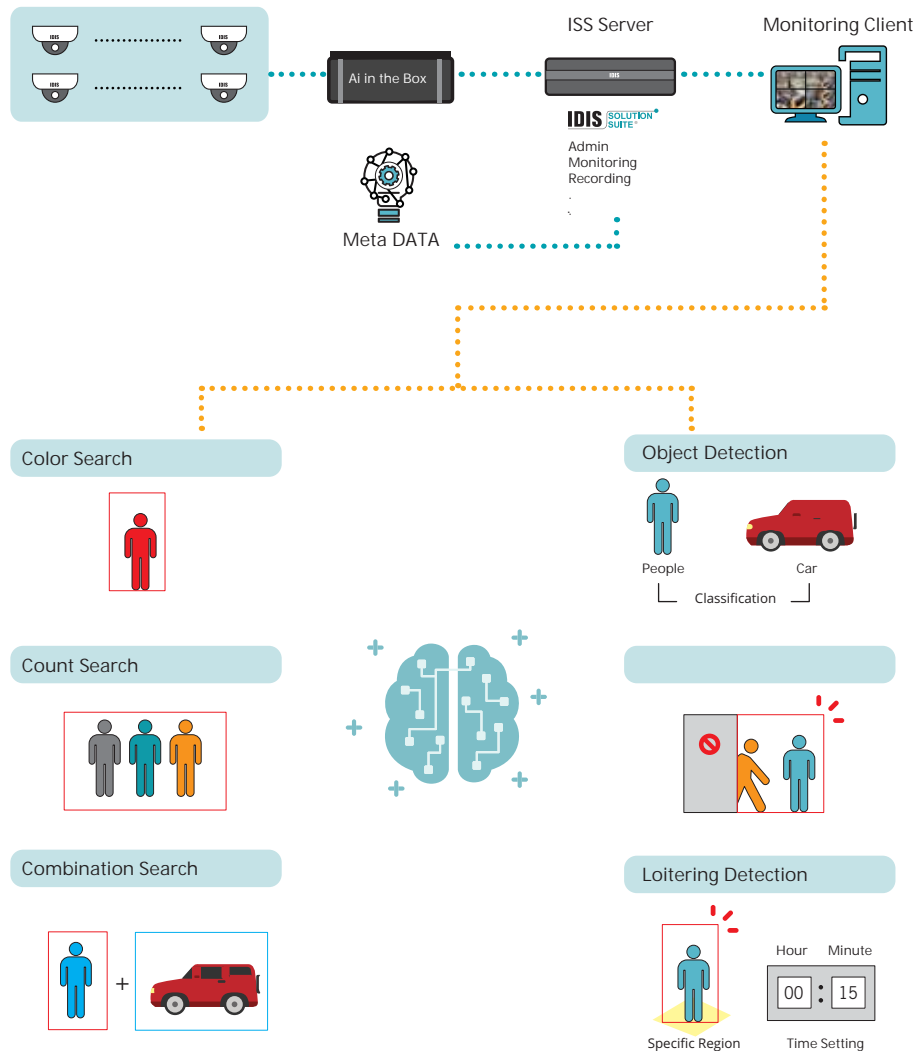 IDIS
IDIS
IDIS
IDIS
Ai in the Box
ISS Server
IDIS
IDIS SOLUTION SUITE
Admin
Monitoring
Recording
Monitoring Client
Meta DATA
Color Search
Count Search
Combination Search
+
Object Detection
People
Car
Classification
Loitering Detection
Specific Region
Hour Minute
00 : 15
Time Setting